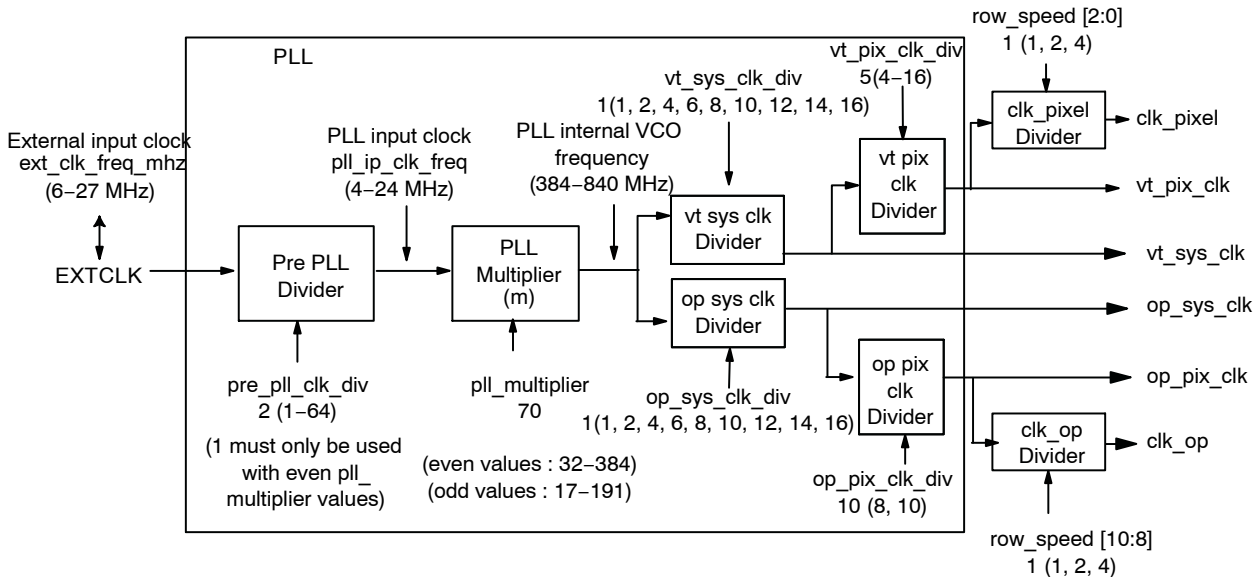 row_speed [2:0]
1 (1, 2, 4)
PLL
vt_pix_clk_div
5(4–16)
vt_sys_clk_div
1(1, 2, 4, 6, 8, 10, 12, 14, 16)
clk_pixel
Divider
clk_pixel
External input clock
ext_clk_freq_mhz
(6–27 MHz)
PLL input clock
pll_ip_clk_freq
(4–24 MHz)
PLL internal VCO
frequency
(384–840 MHz)
vt pix
clk
Divider
vt_pix_clk
vt sys clk
Divider
vt_sys_clk
EXTCLK
Pre PLL
Divider
PLL
Multiplier
(m)
op sys clk
Divider
op_sys_clk
op pix
clk
Divider
op_pix_clk
pre_pll_clk_div
2 (1–64)
(1 must only be used
with even pll_
multiplier values)
pll_multiplier
70
(even values : 32–384)
(odd values : 17–191)
op_sys_clk_div
1(1, 2, 4, 6, 8, 10, 12, 14, 16)
clk_op
Divider
clk_op
op_pix_clk_div
10 (8, 10)
row_speed [10:8]
1 (1, 2, 4)